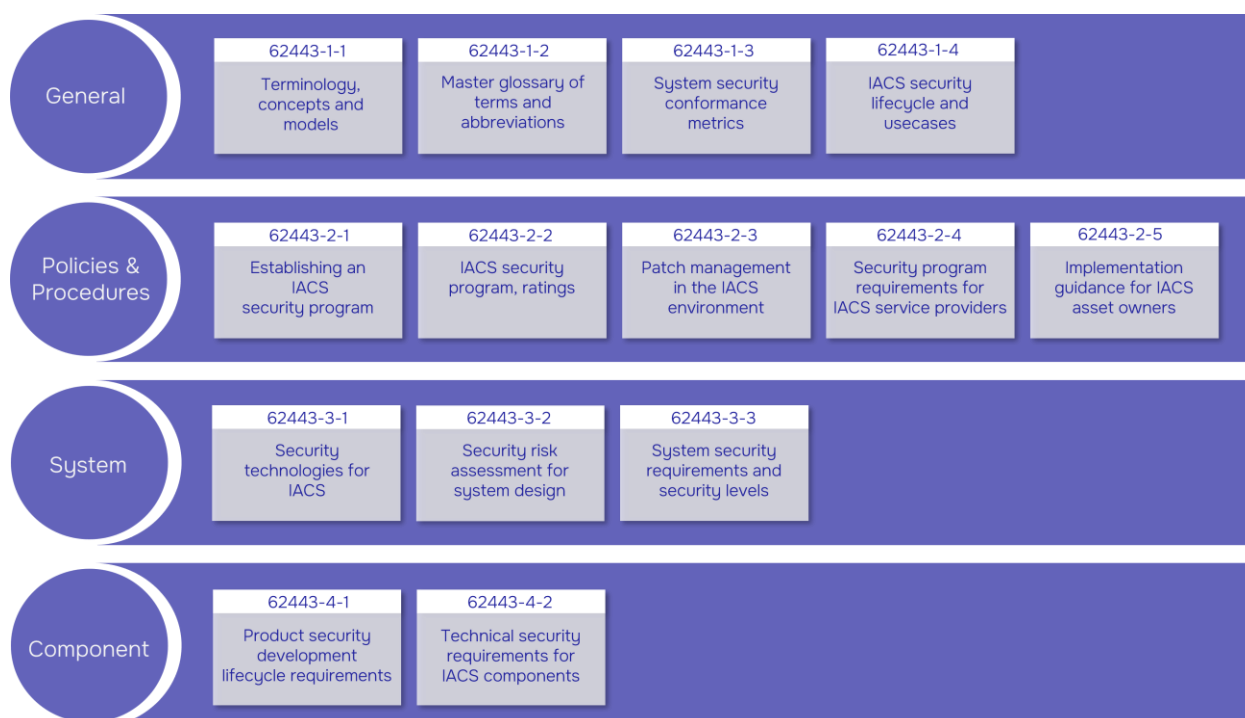 General
62443-1-1
Terminology,
concepts and
models
62443-1-2
Master glossary of
terms and
abbreviations
62443-1-3
System security
conformance
metrics
62443-1-4
IACS security
lifecycle and
usecases
Policies &
Procedures
62443-2-1
Establishing an
IACS
security program
62443-2-2
IACS security
program, ratings
62443-2-3
Patch management
in the IACS
environment
62443-2-4
Security program
requirements for
IACS service providers
62443-2-5
Implementation
guidance for IACS
asset owners
System
62443-3-1
Security
technologies for
IACS
62443-3-2
Security risk
assessment for
system design
62443-3-3
System security
requirements and
security levels
Component
62443-4-1
Product security
development
lifecycle requirements
62443-4-2
Technical security
requirements for
IACS components